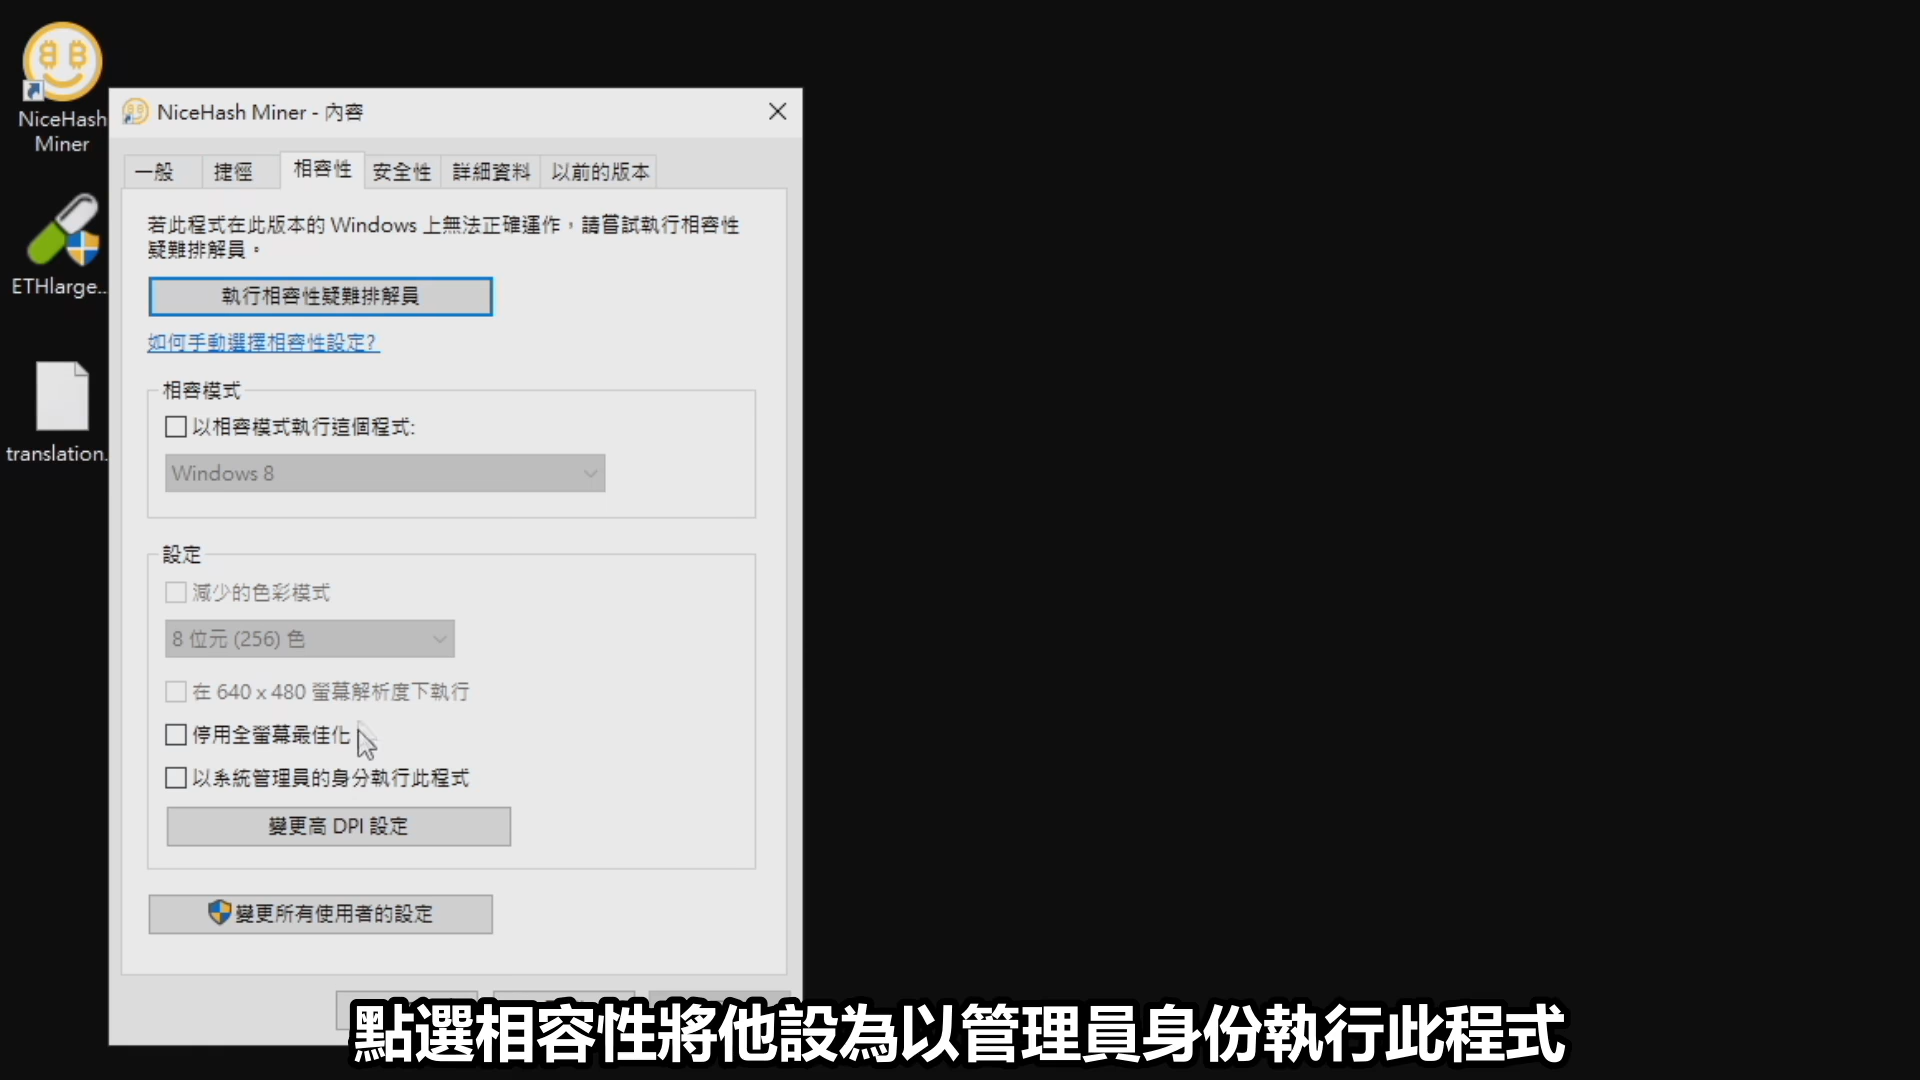 NiceHash
Miner
ETHlarge...
translation.
NiceHash Miner - 內容
一般
捷徑
相容性
安全性
詳細資料
以前的版本
若此程式在此版本的 Windows 上無法正確運作，請嘗試執行相容性
疑難排解員。
執行相容性疑難排解員
如何手動選擇相容性設定?
相容模式
以相容模式執行這個程式:
Windows 8
設定
減少的色彩模式
8 位元 (256) 色
在 640 x 480 螢幕解析度下執行
停用全螢幕最佳化
以系統管理員的身分執行此程式
變更高 DPI 設定
變更所有使用者的設定
點選相容性將他設為以管理員身份執行此程式